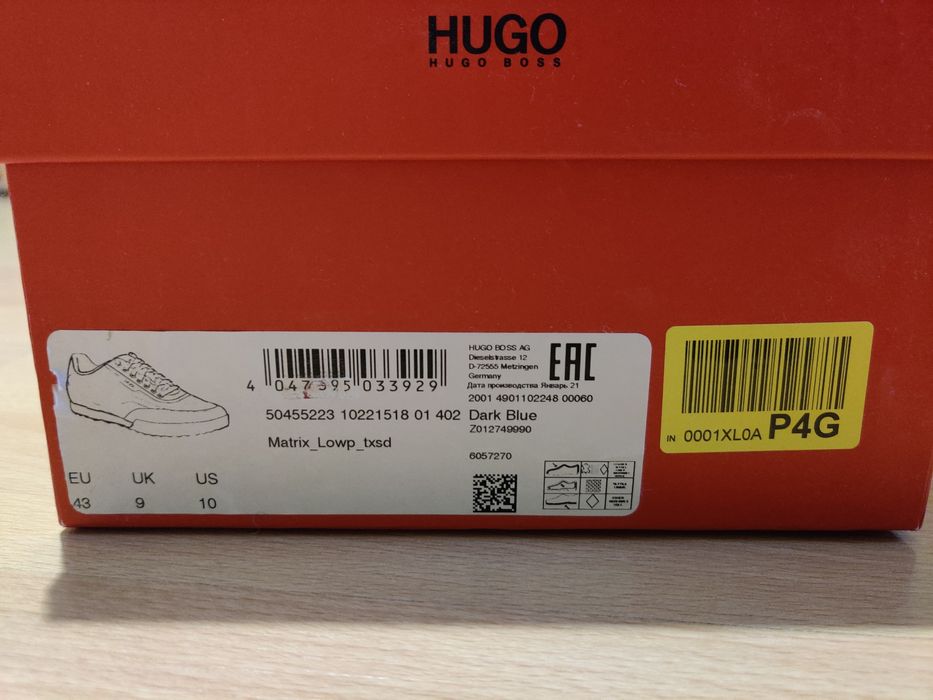 HUGO
HUGO BOSS
4 047395 033929
50455223 10221518 01 402
Matrix_Lowp_txsd
EU UK US
43 9 10
HUGO BOSS AG
Dieselstrasse 12
D-72555 Metzingen
Germany
EAC
Дата производства Январь 21
2001 4901102248 00060
Dark Blue
Z012749990
6057270
IN 0001XL0A P4G